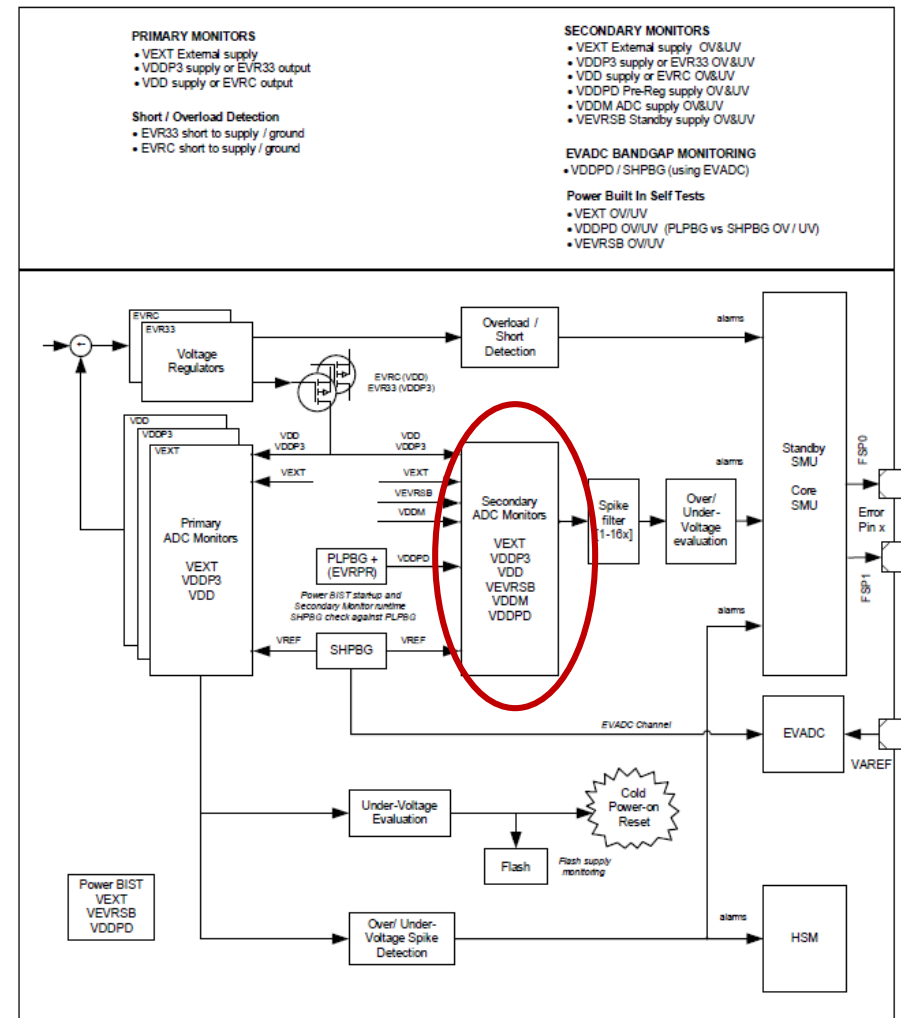 PRIMARY MONITORS
• VEXT External supply
• VDDP3 supply or EVR33 output
• VDD supply or EVRC output
Short / Overload Detection
• EVR33 short to supply / ground
• EVRC short to supply / ground
SECONDARY MONITORS
• VEXT External supply OV&UV
• VDDP3 supply or EVR33 OV&UV
• VDD supply or EVRC OV&UV
• VDDPD Pre-Reg supply OV&UV
• VDDM ADC supply OV&UV
• VEVRSB Standby supply OV&UV
EVADC BANDGAP MONITORING
• VDDPD / SHPBG (using EVADC)
Power Built In Self Tests
• VEXT OV/UV
• VDDPD OV/UV (PLPBG vs SHPBG OV / UV)
• VEVRSB OV/UV
EVRC
EVR33
Voltage
Regulators
EVRC (VDD)
EVR33 (VDDP3)
Overload /
Short
Detection
alarms
VDD
VDDP3
VEXT
Primary
ADC Monitors
VEXT
VDDP3
VDD
VDD
VDDP3
VEXT
VDD
VDDP3
VEXT
VEVRSB
VDDM
PLPBG +
(EVRPR)
VDDPD
Power BIST startup and
Secondary Monitor runtime
SHPBG check against PLPBG
VREF
SHPBG
VREF
Secondary
ADC Monitors
VEXT
VDDP3
VDD
VEVRSB
VDDM
VDDPD
Spike
filter
[1-16x]
Over/
Under-
Voltage
evaluation
alarms
Standby
SMU
Core
SMU
FSP0
Error
Pin x
FSP1
alarms
EVADC Channel
EVADC
VAREF
Under-Voltage
Evaluation
Cold
Power-on
Reset
Flash
Flash supply
monitoring
Power BIST
VEXT
VEVRSB
VDDPD
Over/ Under-
Voltage Spike
Detection
alarms
HSM